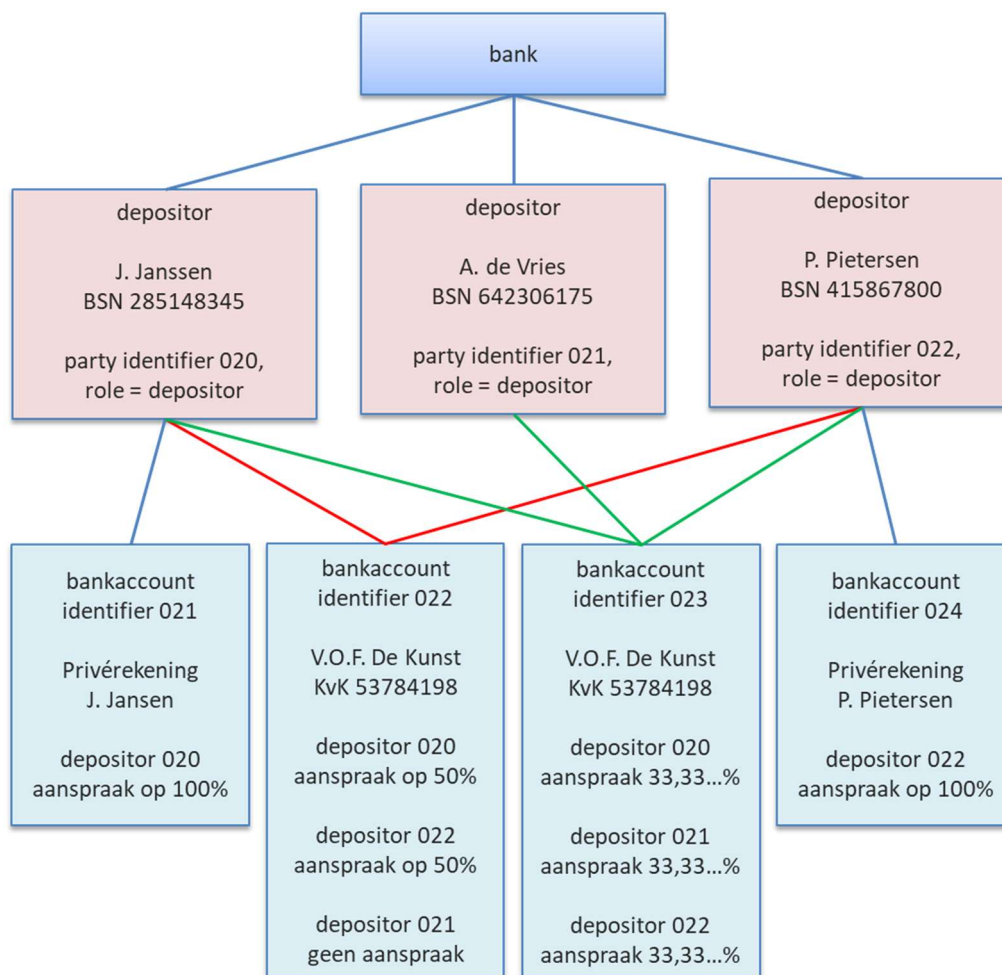 bank
depositor
J. Janssen
BSN 285148345
party identifier 020,
role = depositor
depositor
A. de Vries
BSN 642306175
party identifier 021,
role = depositor
depositor
P. Pietersen
BSN 415867800
party identifier 022,
role = depositor
bankaccount
identifier 021
Privérekening
J. Jansen
depositor 020
aanspraak op 100%
bankaccount
identifier 022
V.O.F. De Kunst
KvK 53784198
depositor 020
aanspraak op 50%
depositor 022
aanspraak op 50%
depositor 021
geen aanspraak
bankaccount
identifier 023
V.O.F. De Kunst
KvK 53784198
depositor 020
aanspraak 33,33...%
depositor 021
aanspraak 33,33...%
depositor 022
aanspraak 33,33...%
bankaccount
identifier 024
Privérekening
P. Pietersen
depositor 022
aanspraak op 100%